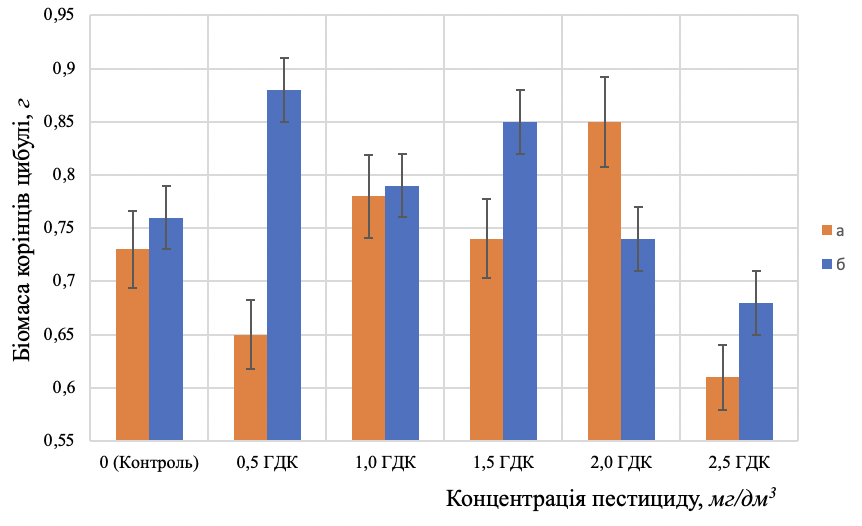 0,95
0,9
0,85
0,8
0,75
0,7
0,65
0,6
0,55
Біомаса корінців цибулі, г
0 (Контроль) 0,5 ГДК 1,0 ГДК 1,5 ГДК 2,0 ГДК 2,5 ГДК
Концентрація пестициду, мг/дм³
а
б